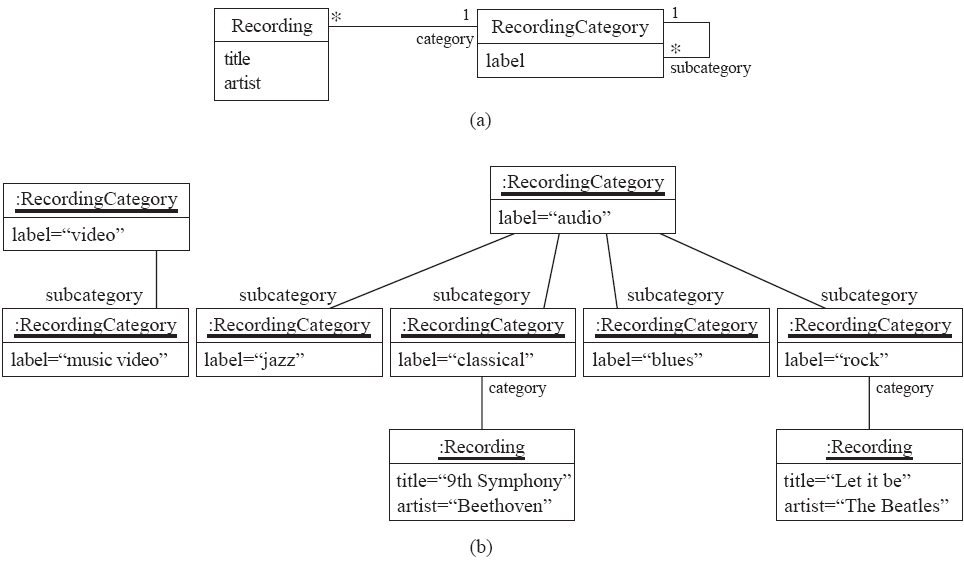 Recording
title
artist
* 1
category
RecordingCategory
label
1
*
subcategory
(a)
:RecordingCategory
label=“video”
:RecordingCategory
label=“audio”
subcategory
subcategory
subcategory
subcategory
subcategory
:RecordingCategory
label=“music video”
:RecordingCategory
label=“jazz”
:RecordingCategory
label=“classical”
:RecordingCategory
label=“blues”
:RecordingCategory
label=“rock”
category
category
:Recording
title=“9th Symphony”
artist=“Beethoven”
:Recording
title=“Let it be”
artist=“The Beatles”
(b)